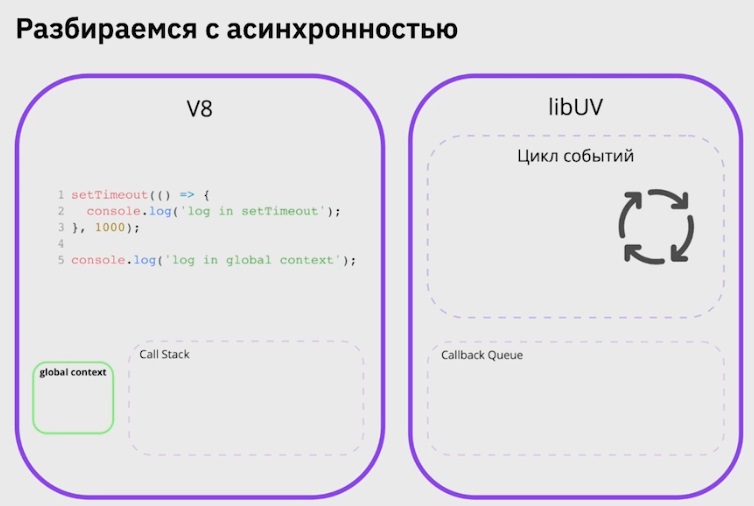 Разбираемся с асинхронностью
V8
1 setTimeout(() => {
2   console.log('log in setTimeout');
3 }, 1000);
4
5 console.log('log in global context');
global context
Call Stack
libUV
Цикл событий
Callback Queue